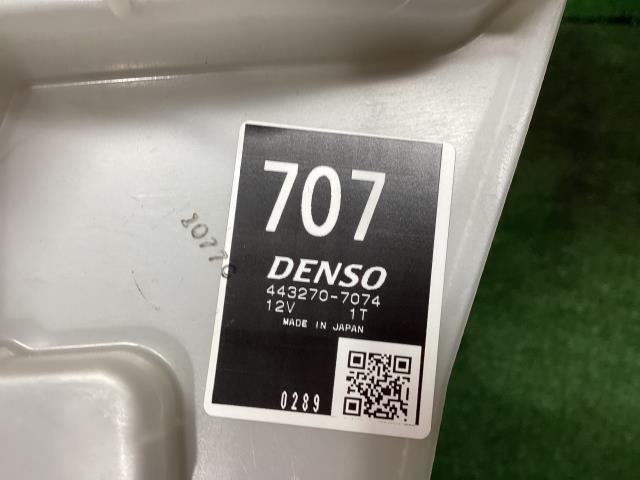 707
DENSO
443270-7074
12V 1T
MADE IN JAPAN
0289